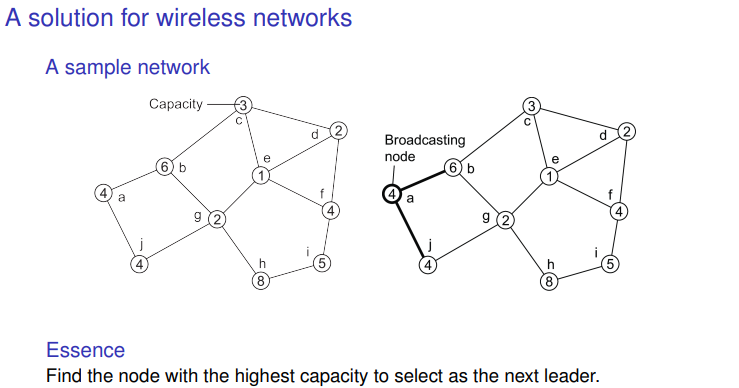 A solution for wireless networks
A sample network
Capacity
3
c
d
2
6
b
e
1
4
a
f
4
g
2
j
4
h
8
i
5
Broadcasting
node
3
c
d
2
6
b
e
1
4
a
f
4
g
2
j
4
h
8
i
5
Essence
Find the node with the highest capacity to select as the next leader.